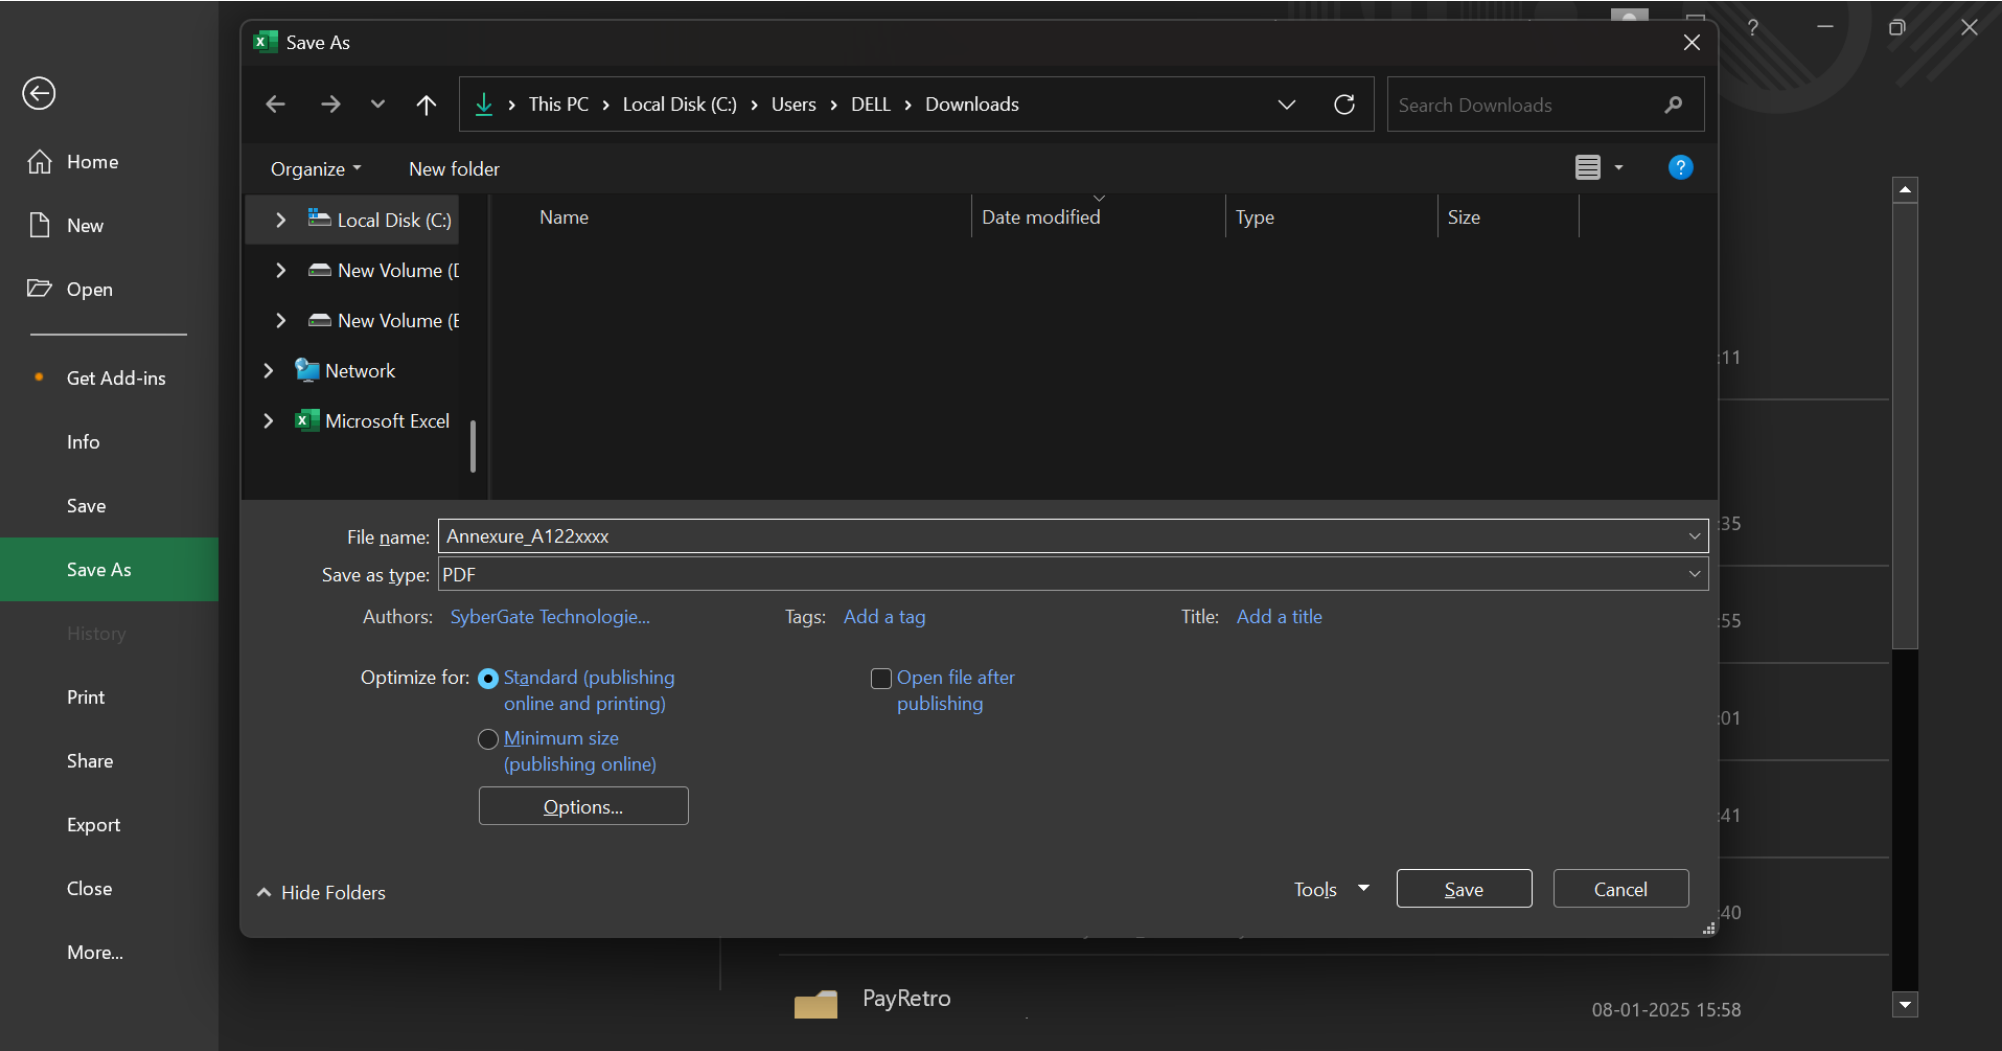 Save As
This PC > Local Disk (C:) > Users > DELL > Downloads
Search Downloads
Organize
New folder
Home
New
Open
Get Add-ins
Info
Save
Save As
History
Print
Share
Export
Close
More...
Local Disk (C:)
New Volume (
New Volume (
Network
Microsoft Excel
Name
Date modified
Type
Size
File name: Annexure_A122xxxx
Save as type: PDF
Authors: SyberGate Technologie...
Tags: Add a tag
Title: Add a title
Optimize for:
Standard (publishing
online and printing)
Minimum size
(publishing online)
Open file after
publishing
Options...
Hide Folders
Tools
Save
Cancel
:11
:35
:55
:01
:41
:40
PayRetro
08-01-2025 15:58